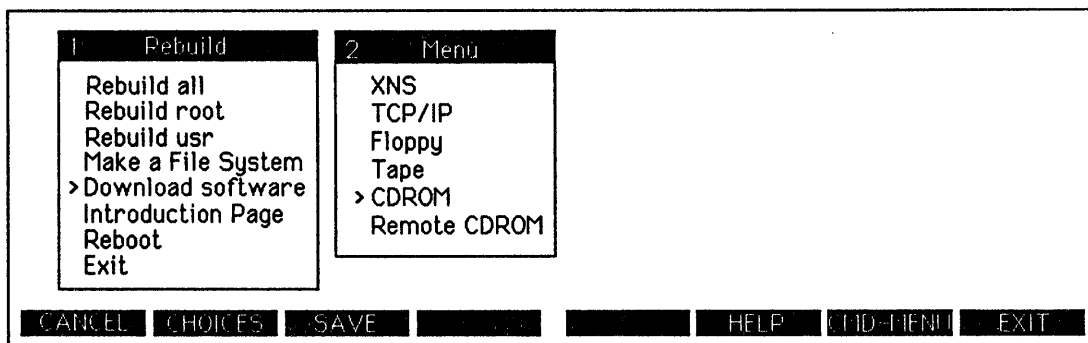 1 Rebuild
Rebuild all
Rebuild root
Rebuild usr
Make a File System
>Download software
Introduction Page
Reboot
Exit
2 Menu
XNS
TCP/IP
Floppy
Tape
>CDROM
Remote CDROM
CANCEL CHOICES SAVE HELP CMD-MENU EXIT